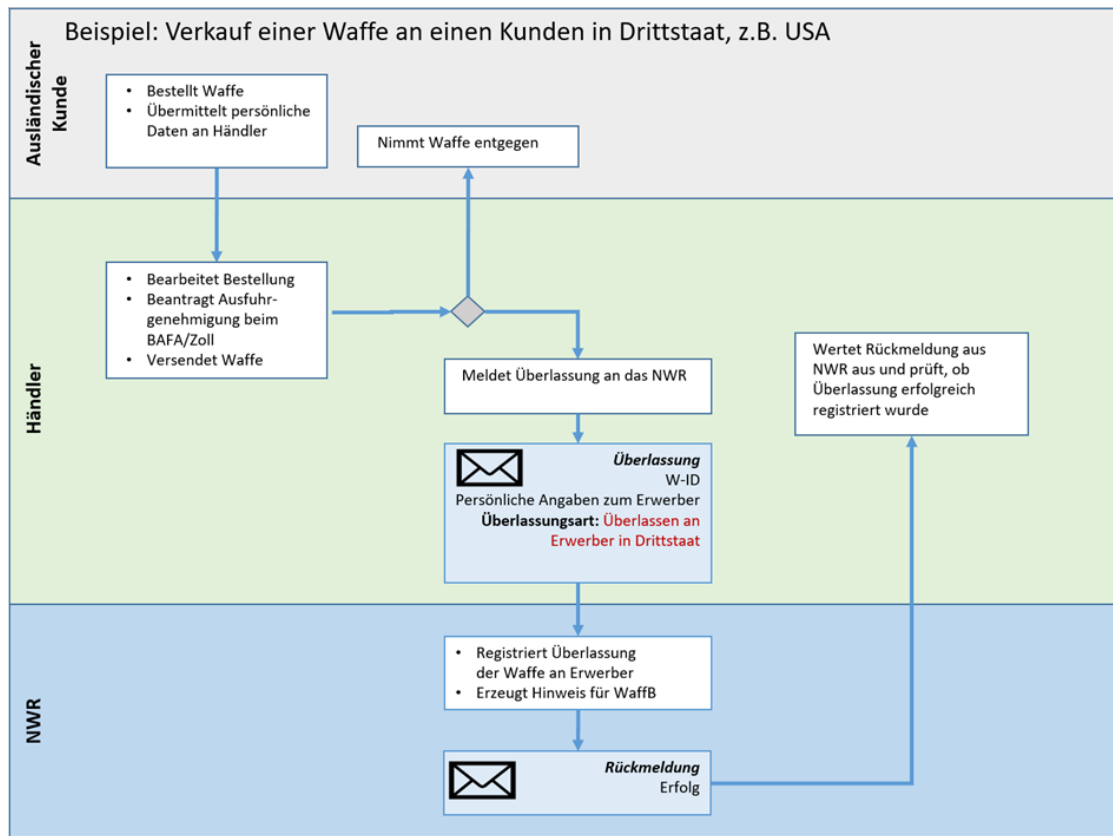 Beispiel: Verkauf einer Waffe an einen Kunden in Drittstaat, z.B. USA
Ausländischer
Kunde
• Bestellt Waffe
• Übermittelt persönliche
Daten an Händler
Nimmt Waffe entgegen
Händler
• Bearbeitet Bestellung
• Beantragt Ausfuhr-
genehmigung beim
BAFA/Zoll
• Versendet Waffe
Meldet Überlassung an das NWR
Überlassung
W-ID
Persönliche Angaben zum Erwerber
Überlassungsart: Überlassen an
Erwerber in Drittstaat
Wertet Rückmeldung aus
NWR aus und prüft, ob
Überlassung erfolgreich
registriert wurde
NWR
• Registriert Überlassung
der Waffe an Erwerber
• Erzeugt Hinweis für WaffB
Rückmeldung
Erfolg